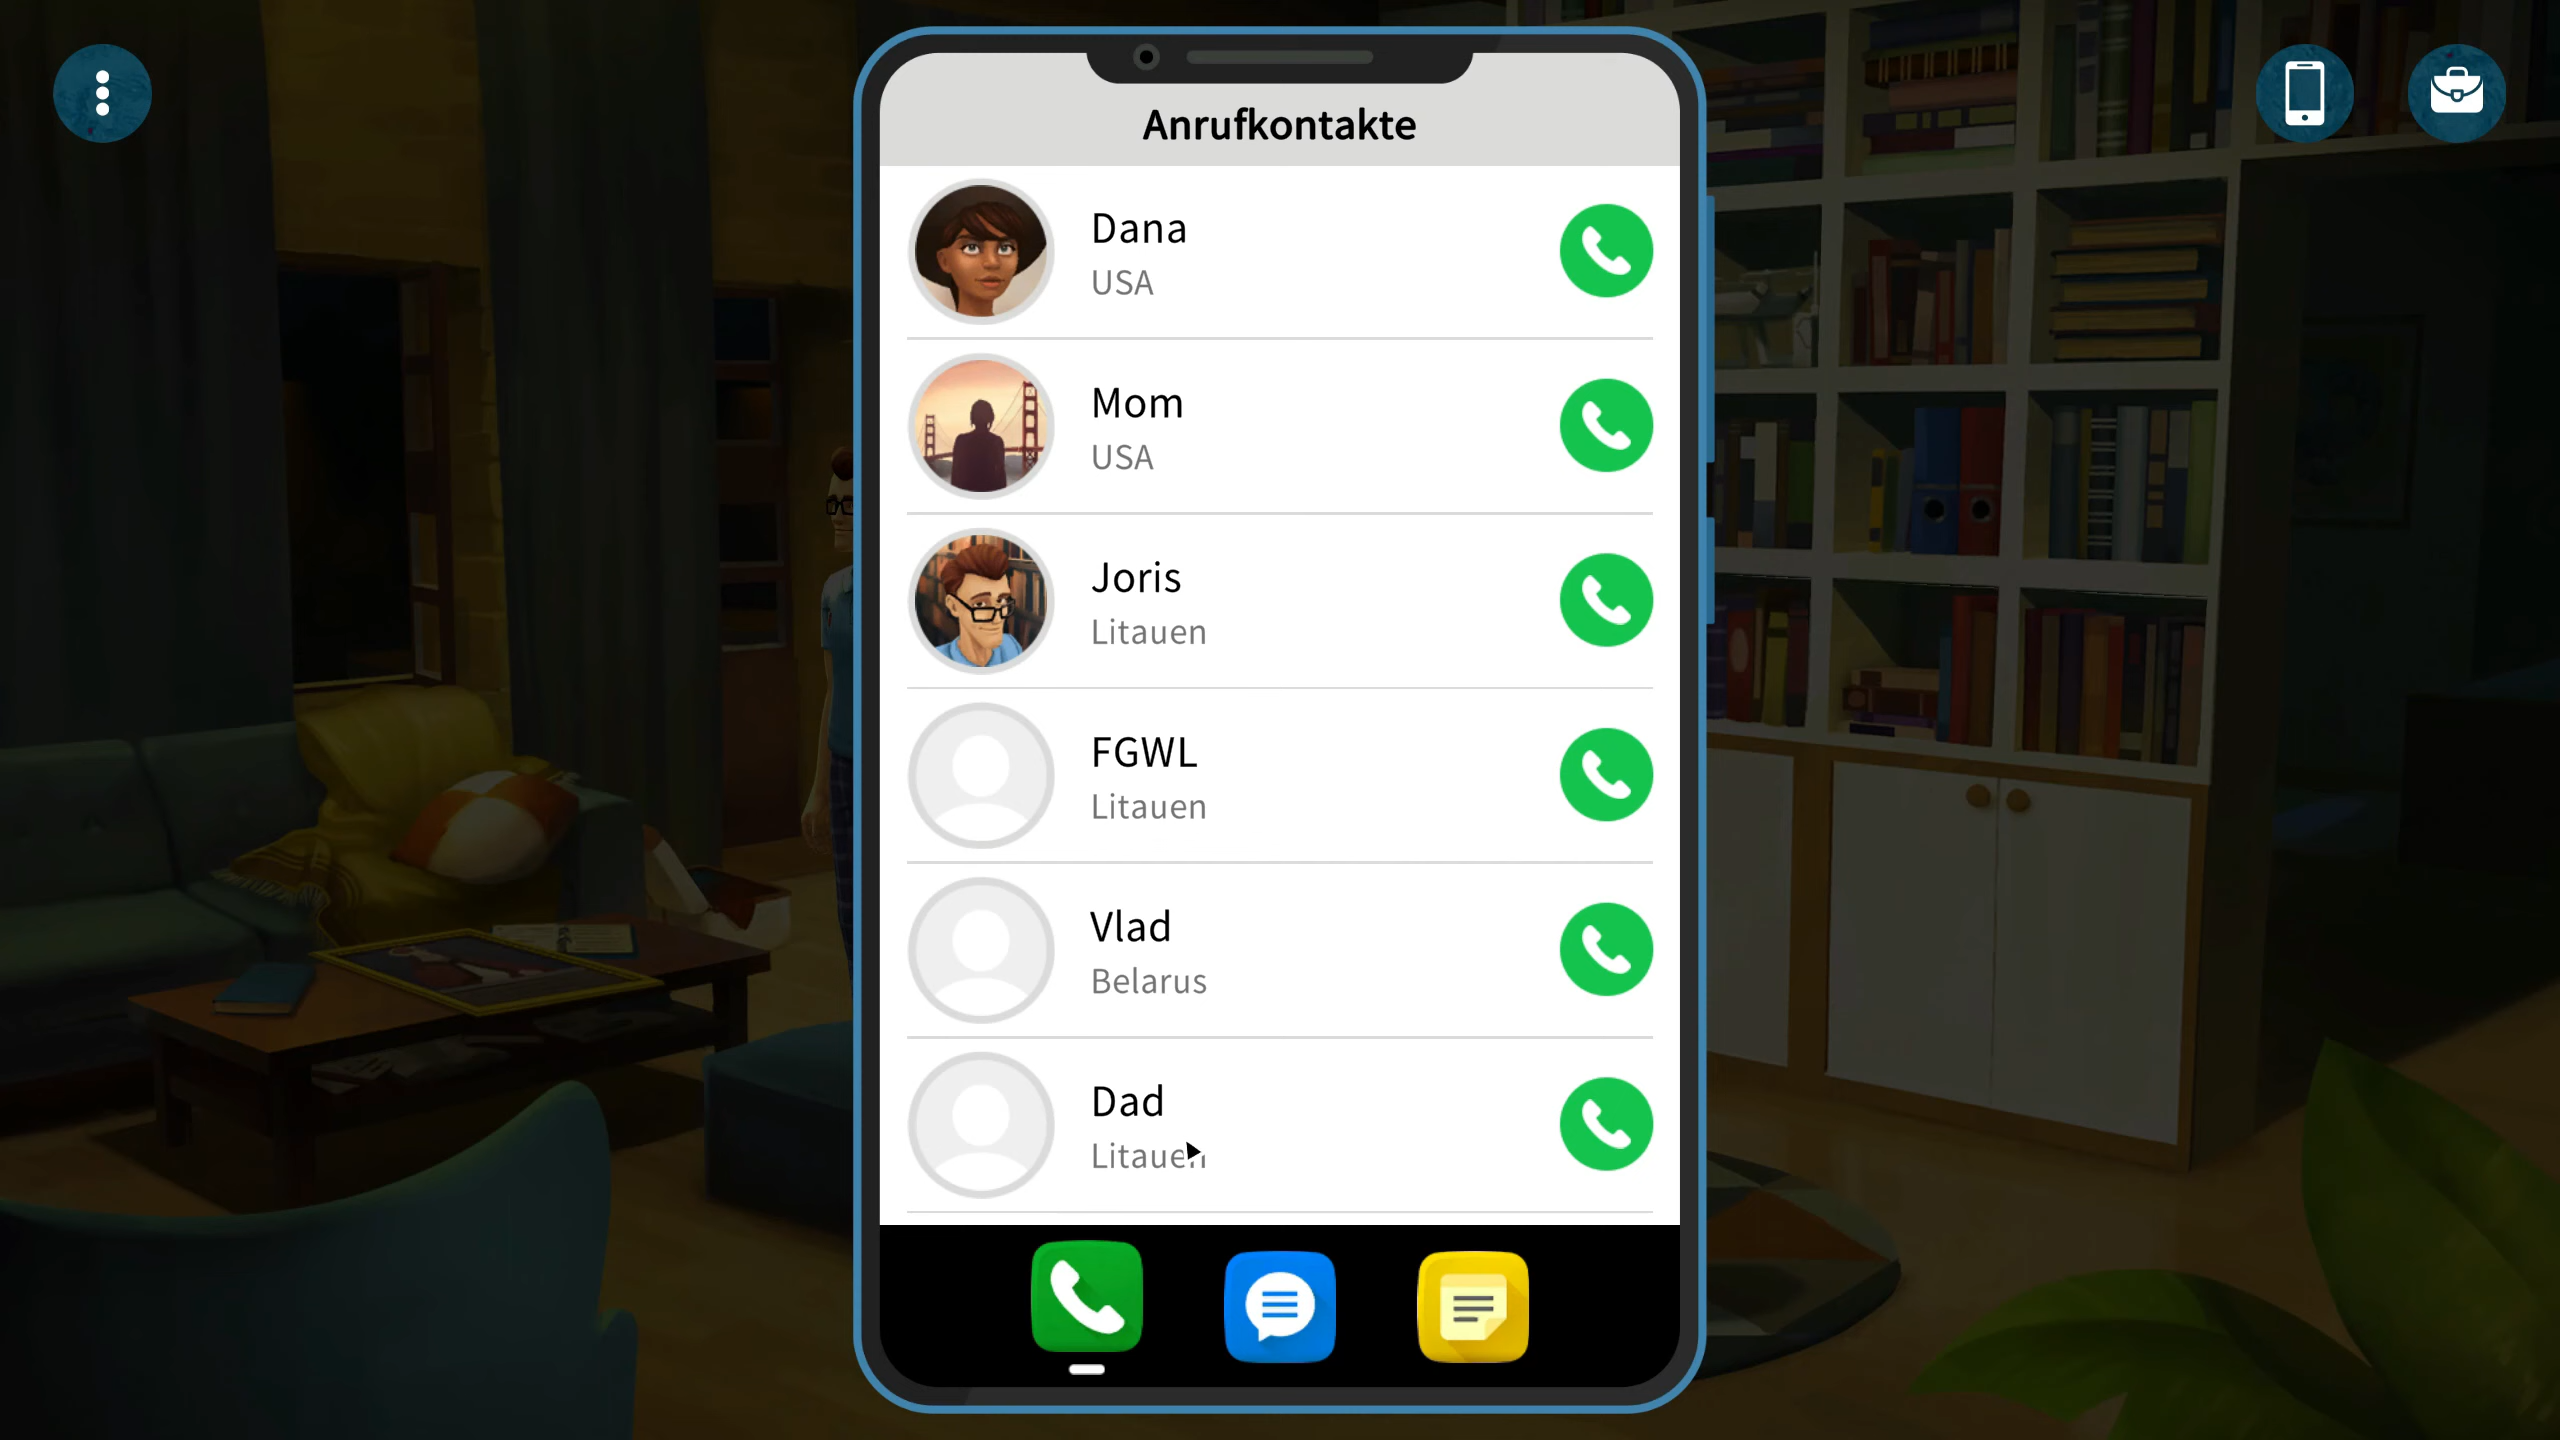 Anrufkontakte
Dana
USA
Mom
USA
Joris
Litauen
FGWL
Litauen
Vlad
Belarus
Dad
Litauen